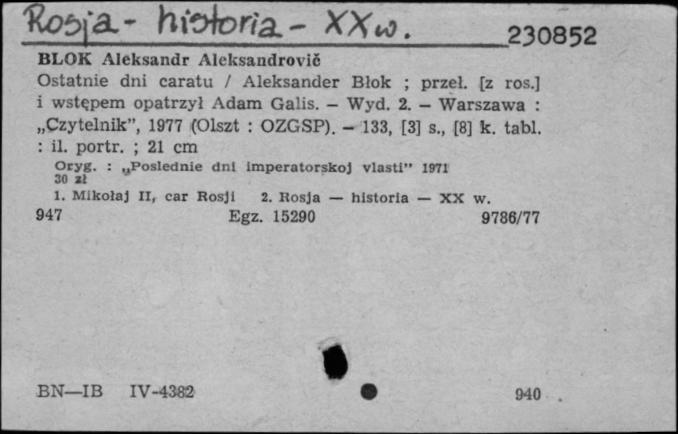 Rosja - historia - XX w.
230852
BLOK Aleksandr Aleksandrovič
Ostatnie dni caratu / Aleksander Błok ; przeł. [z ros.]
i wstępem opatrzył Adam Galis. — Wyd. 2. — Warszawa :
„Czytelnik”, 1977 (Olszt : OZGSP). — 133, [3] s., [8] k. tabl.
: il. portr. ; 21 cm
Oryg. : „Poslednie dni imperatorskoj vlasti” 1971
30 zł
1. Mikołaj II, car Rosji 2. Rosja — historia — XX w.
947 Egz. 15290 9786/77
BN—IB IV-4382 940